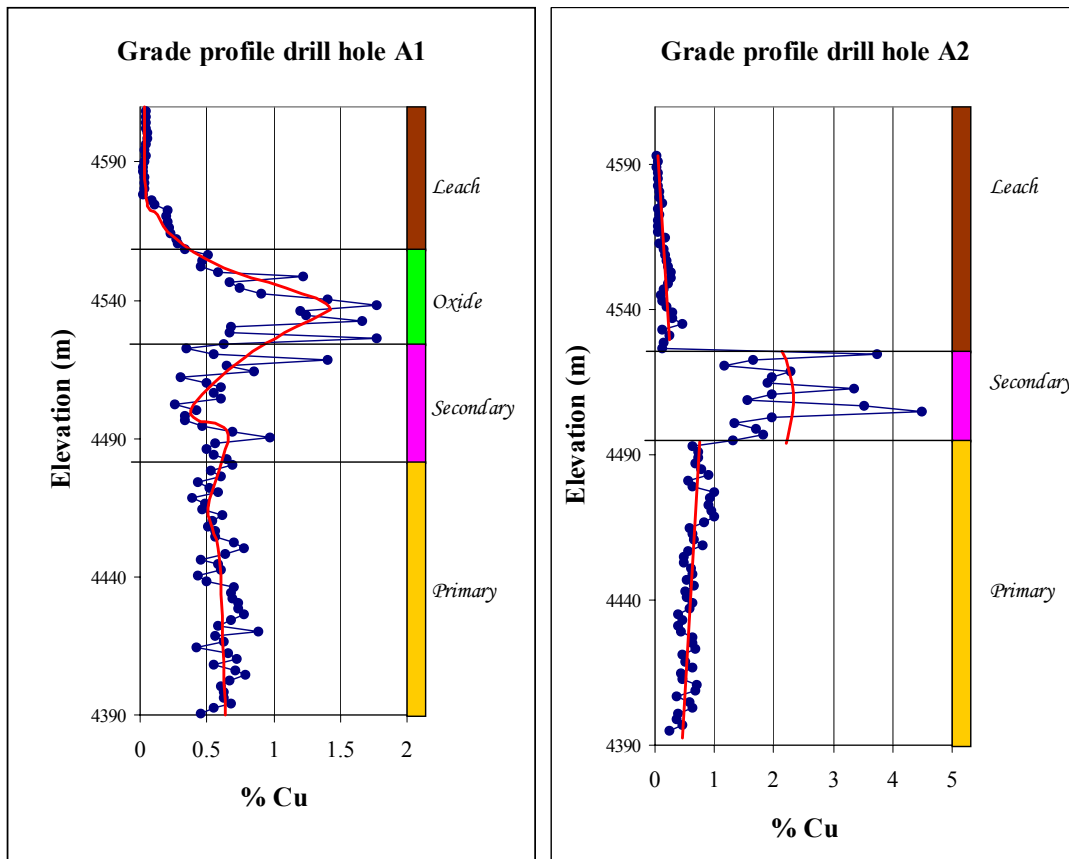 Grade profile drill hole A1
Elevation (m)
4590
4540
4490
4440
4390
0 0.5 1 1.5 2
% Cu
Leach
Oxide
Secondary
Primary
Grade profile drill hole A2
Elevation (m)
4590
4540
4490
4440
4390
0 1 2 3 4 5
% Cu
Leach
Secondary
Primary